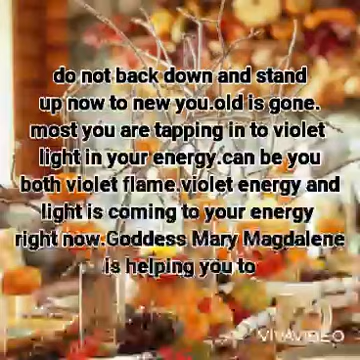 do not back down and stand
up now to new you.old is gone.
most you are tapping in to violet
light in your energy.can be you
both violet flame.violet energy and
light is coming to your energy
right now.Goddess Mary Magdalene
is helping you to
VIVAVIDEO